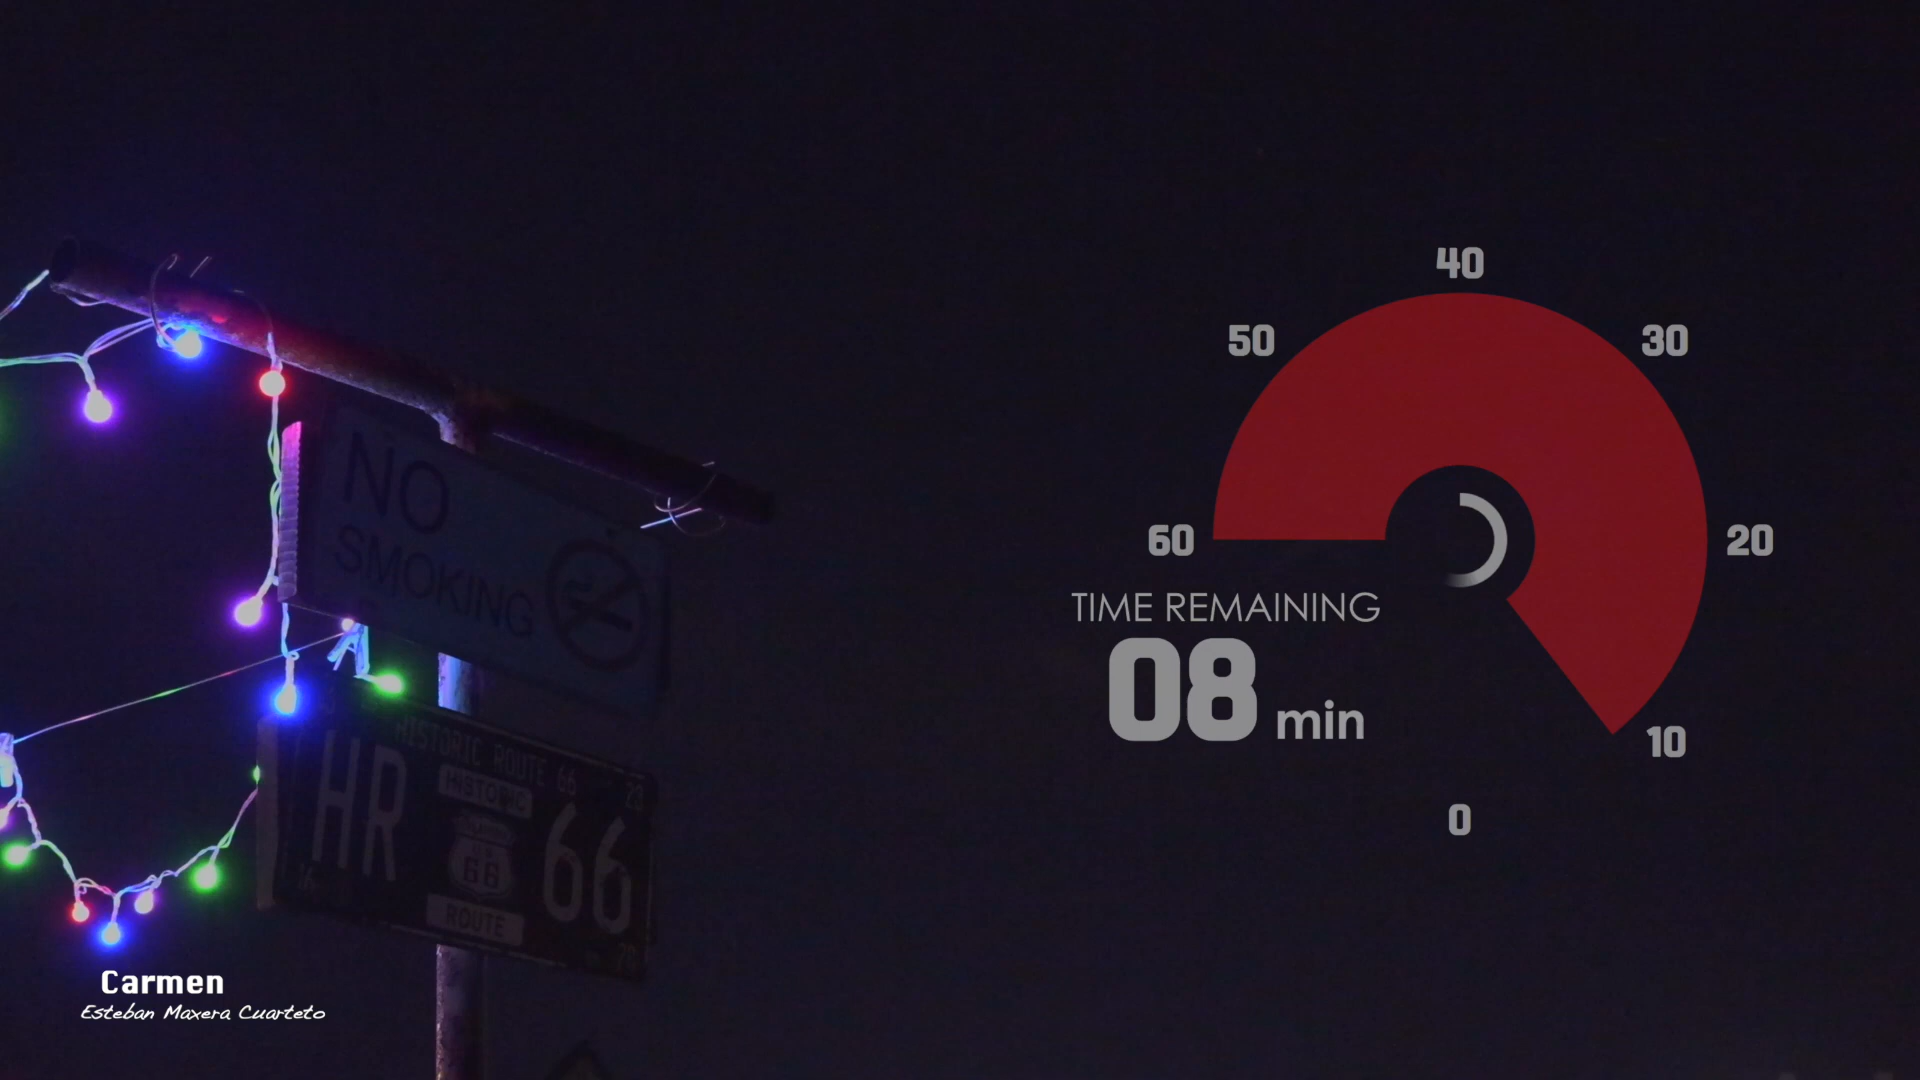 NO
SMOKING
HISTORIC ROUTE 66
HR
HISTORIC
66
66
ROUTE
40
50
30
60
20
TIME REMAINING
08 min
10
0
Carmen
Esteban Maxera Cuarteto